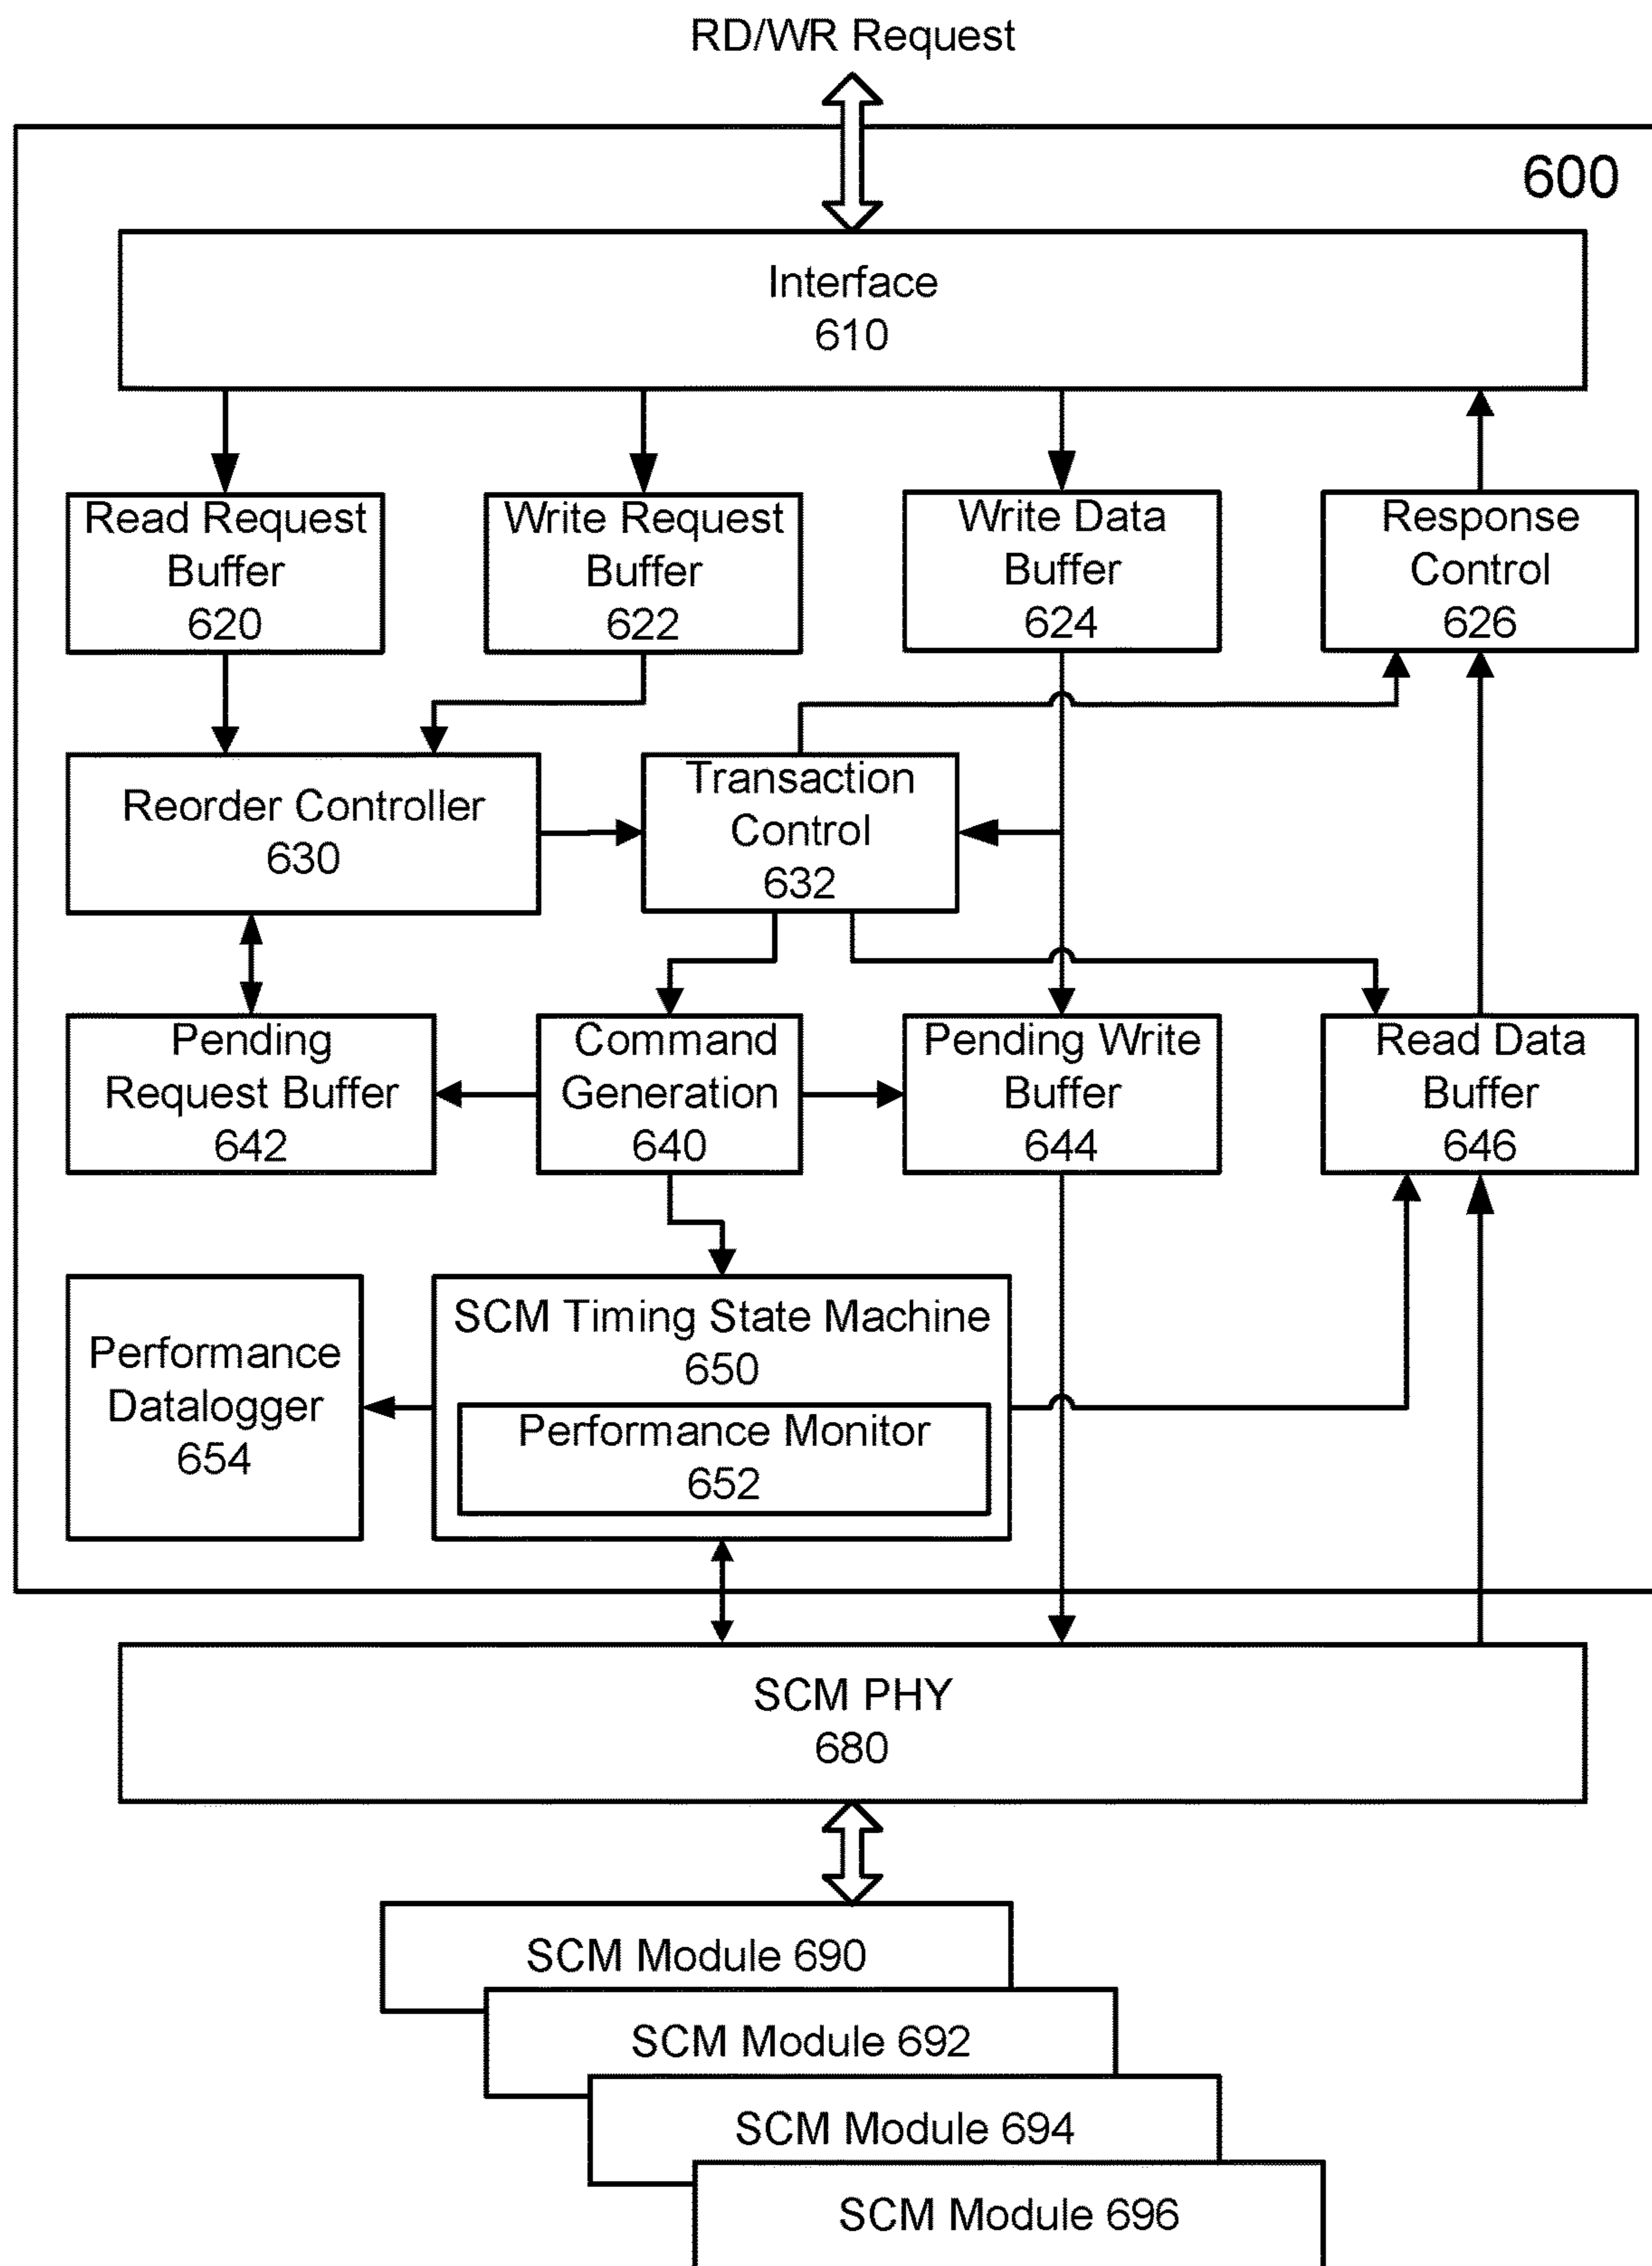 RD/WR Request
600
Interface
610
Read Request
Buffer
620
Write Request
Buffer
622
Write Data
Buffer
624
Response
Control
626
Reorder Controller
630
Transaction
Control
632
Pending
Request Buffer
642
Command
Generation
640
Pending Write
Buffer
644
Read Data
Buffer
646
Performance
Datalogger
654
SCM Timing State Machine
650
Performance Monitor
652
SCM PHY
680
SCM Module 690
SCM Module 692
SCM Module 694
SCM Module 696